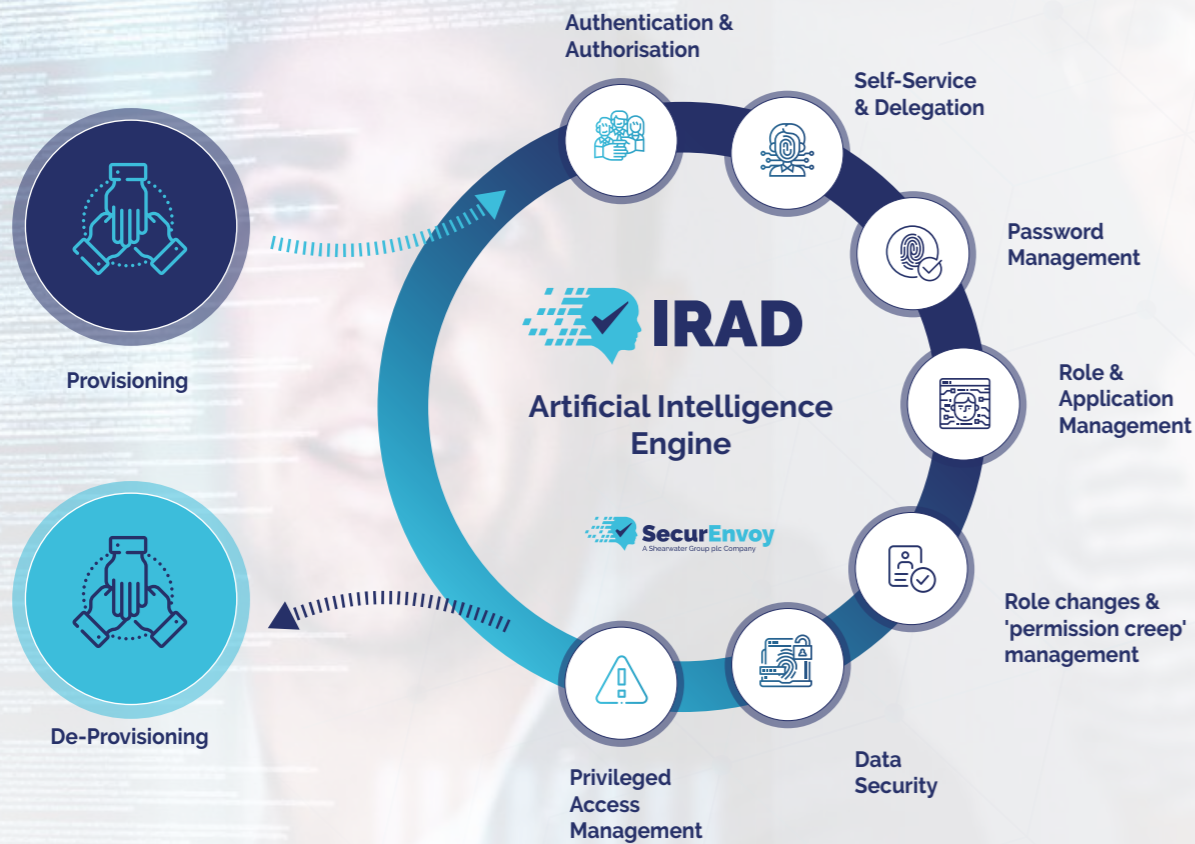 Authentication &
Authorisation
Self-Service
& Delegation
Password
Management
Provisioning
IRAD
Artificial Intelligence
Engine
Role &
Application
Management
SecurEnvoy
A Shearwater Group plc Company
Role changes &
'permission creep'
management
De-Provisioning
Data
Security
Privileged
Access
Management